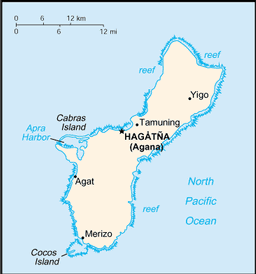 0 6 12 km
0 6 12 mi
reef
reef
Yigo
Cabras
Island
Tamuning
Apra
Harbor
HAGÅTÑA
(Agana)
Agat
North
Pacific
Ocean
reef
Merizo
Cocos
Island